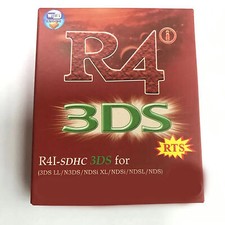 R4
3DS
RTS
R4I-SDHC 3DS for
(3DS LL/N3DS/NDSi XL/NDSi/NDSL/NDS)